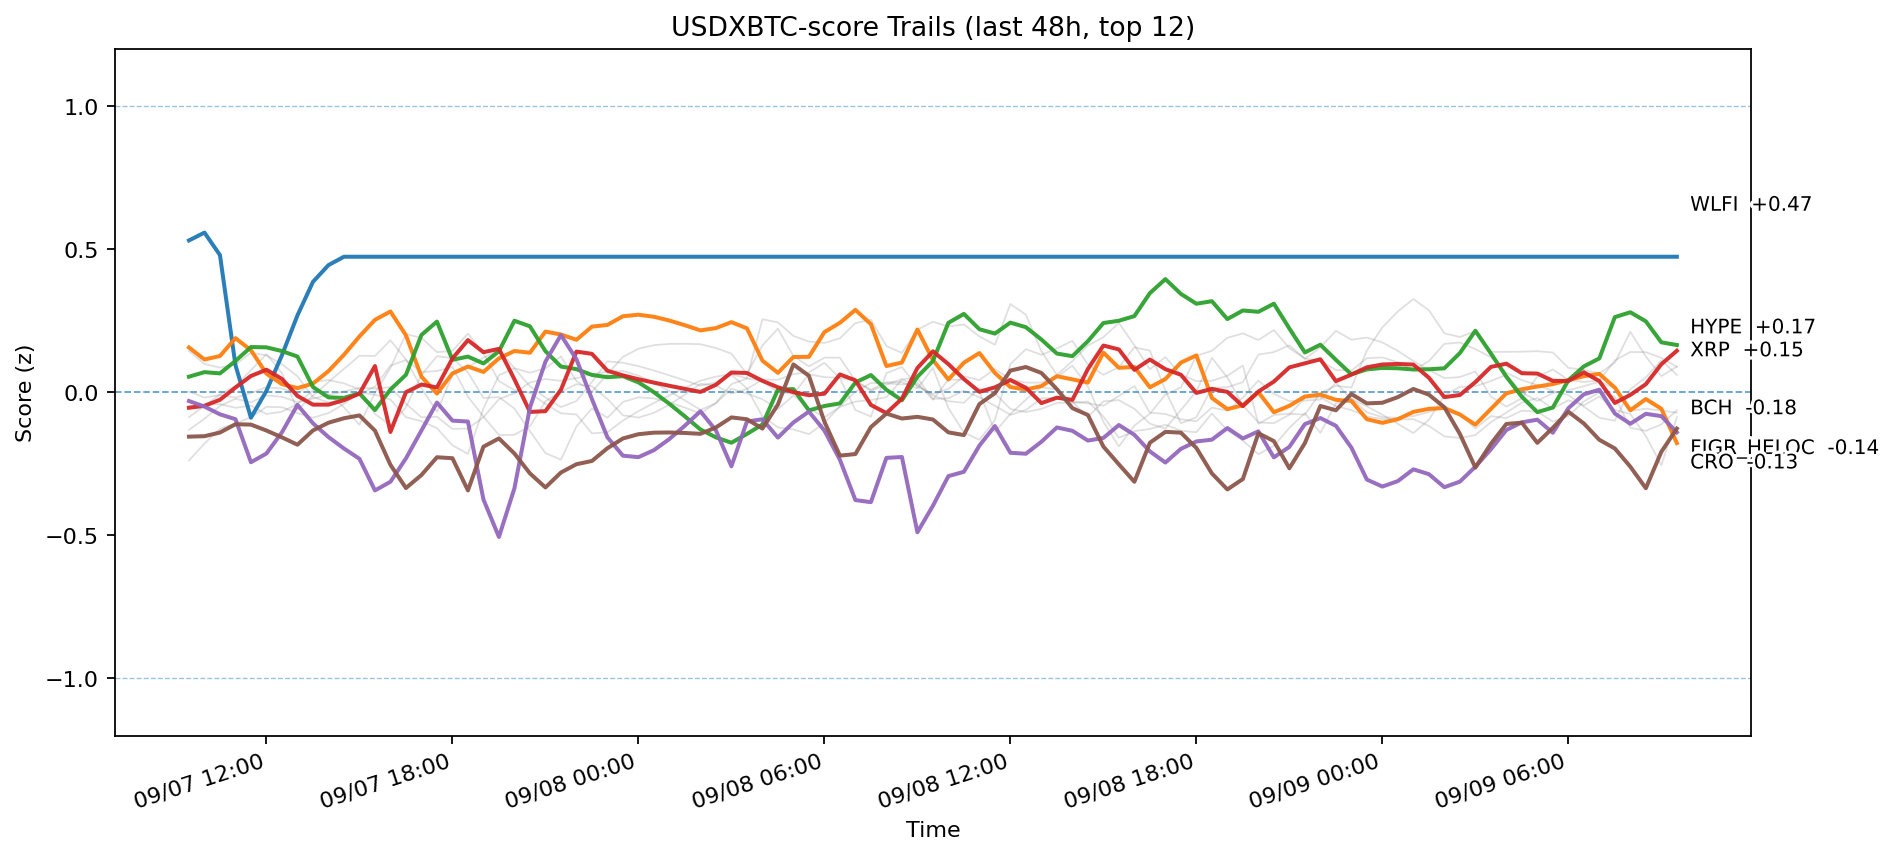 USDXBTC-score Trails (last 48h, top 12)
Score (z)
1.0
0.5
0.0
−0.5
−1.0
WLFI +0.47
HYPE +0.17
XRP +0.15
BCH -0.18
FIGR_HELOC -0.14
CRO -0.13
09/07 12:00
09/07 18:00
09/08 00:00
09/08 06:00
09/08 12:00
09/08 18:00
09/09 00:00
09/09 06:00
Time